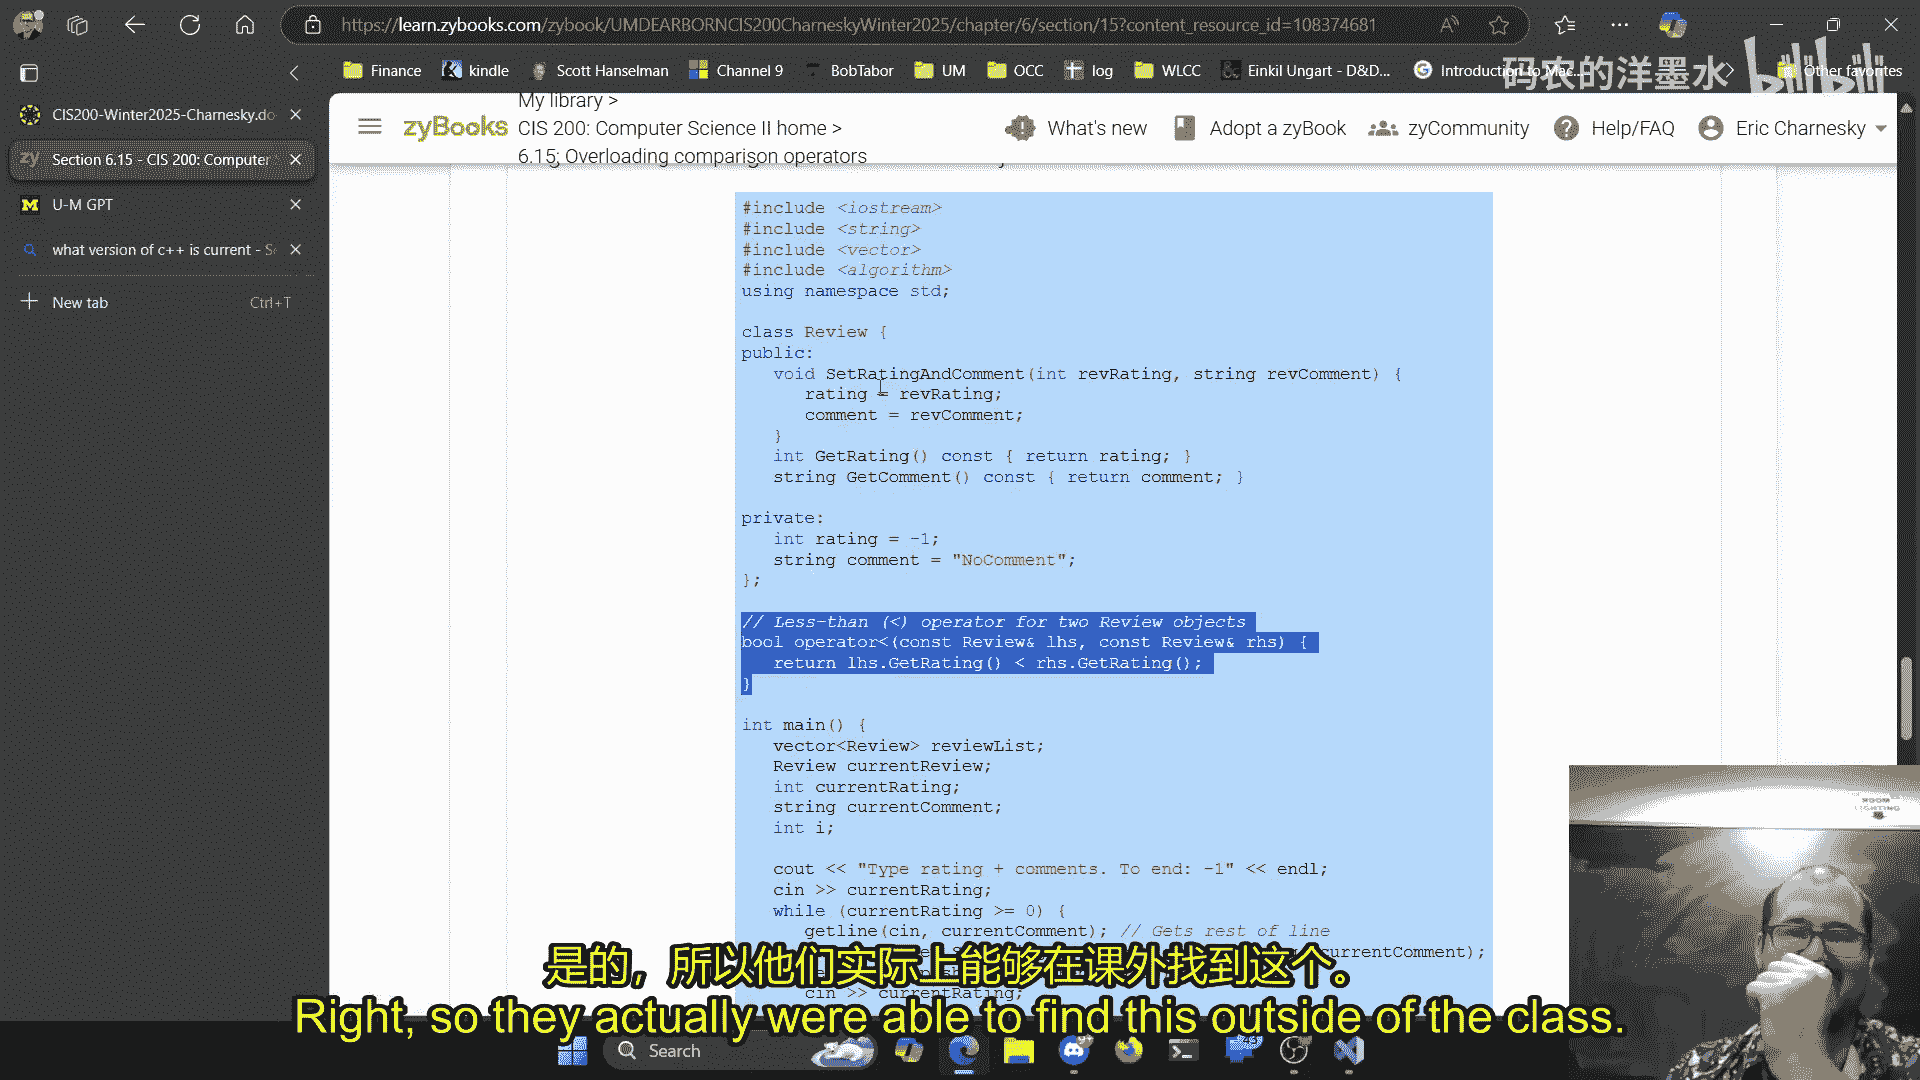 https://learn.zybooks.com/zybook/UMDEARBORNCIS200CharneskyWinter2025/chapter/6/section/15?content_resource_id=108374681
Finance
kindle
Scott Hanselman
Channel 9
BobTabor
UM
OCC
log
WLCC
Einkil Ungart - D&D...
Introduction to Mac...
Other favorites
码农的洋墨水
bilibili
CIS200-Winter2025-Charnesky.do
Section 6.15 - CIS 200: Computer
U-M GPT
what version of c++ is current - Se
New tab
Ctrl+T
zyBooks
My library >
CIS 200: Computer Science II home >
6.15: Overloading comparison operators
What's new
Adopt a zyBook
zyCommunity
Help/FAQ
Eric Charnesky
#include <iostream>
#include <string>
#include <vector>
#include <algorithm>
using namespace std;
class Review {
public:
void SetRatingAndComment(int revRating, string revComment) {
rating = revRating;
comment = revComment;
}
int GetRating() const { return rating; }
string GetComment() const { return comment; }
private:
int rating = -1;
string comment = "NoComment";
};
// Less-than (<) operator for two Review objects
bool operator<(const Review& lhs, const Review& rhs) {
return lhs.GetRating() < rhs.GetRating();
}
int main() {
vector<Review> reviewList;
Review currentReview;
int currentRating;
string currentComment;
int i;
cout << "Type rating + comments. To end: -1" << endl;
cin >> currentRating;
while (currentRating >= 0) {
getline(cin, currentComment); // Gets rest of line
currentComment);
cin >> currentRating;
是的，所以他们实际上能够在课外找到这个。
Right, so they actually were able to find this outside of the class.
Search